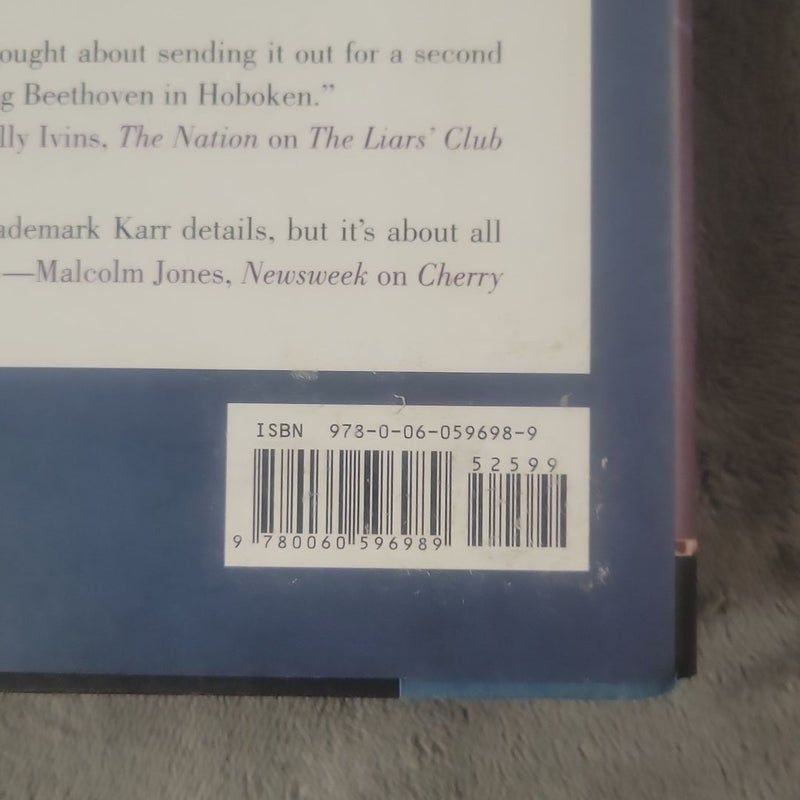 ought about sending it out for a second
g Beethoven in Hoboken.”
lly Ivins, The Nation on The Liars’ Club
ademark Karr details, but it’s about all
—Malcolm Jones, Newsweek on Cherry
ISBN 978-0-06-059698-9
52599
9 780060 596989